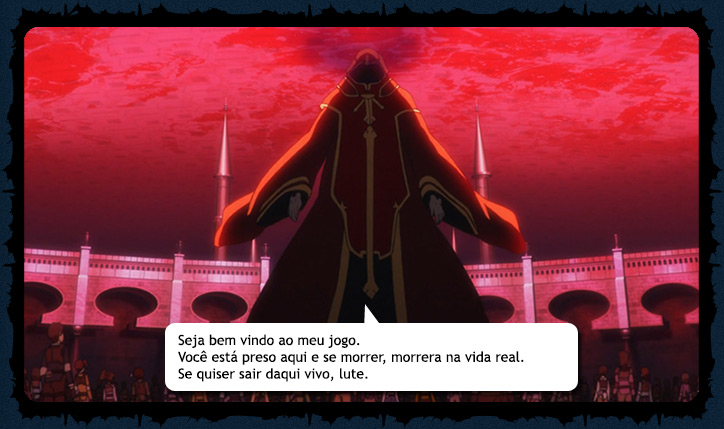 Seja bem vindo ao meu jogo.
Você está preso aqui e se morrer, morrera na vida real.
Se quiser sair daqui vivo, lute.